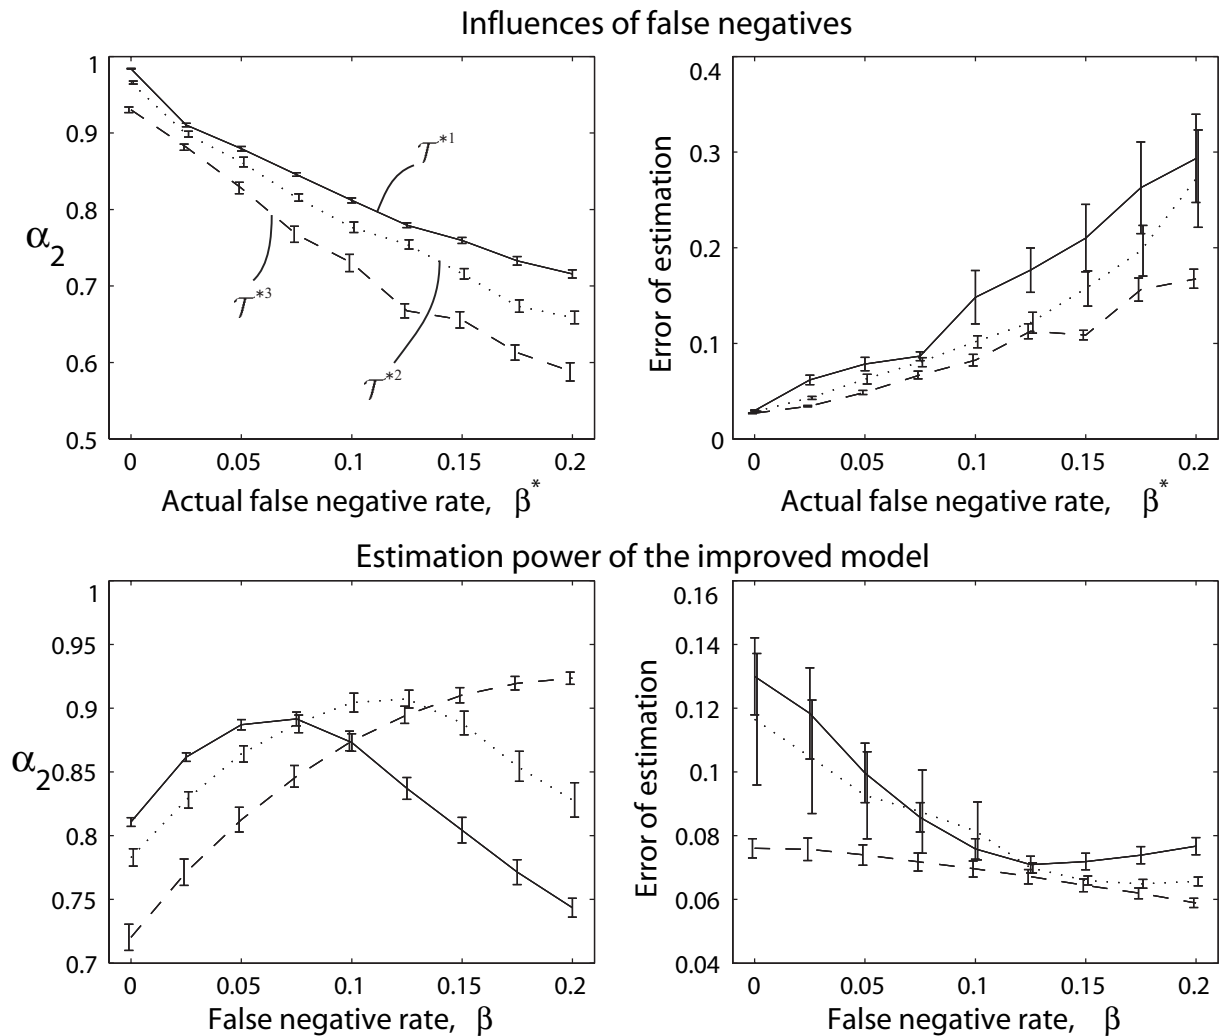 Influences of false negatives
1
0.9
0.8
0.7
0.6
0.5
α2
𝒯*1
𝒯*3
𝒯*2
0 0.05 0.1 0.15 0.2
Actual false negative rate, β*
0.4
0.3
0.2
0.1
0
Error of estimation
0 0.05 0.1 0.15 0.2
Actual false negative rate, β*
Estimation power of the improved model
1
0.95
0.9
0.85
0.8
0.75
0.7
α2
0 0.05 0.1 0.15 0.2
False negative rate, β
0.16
0.14
0.12
0.1
0.08
0.06
0.04
Error of estimation
0 0.05 0.1 0.15 0.2
False negative rate, β